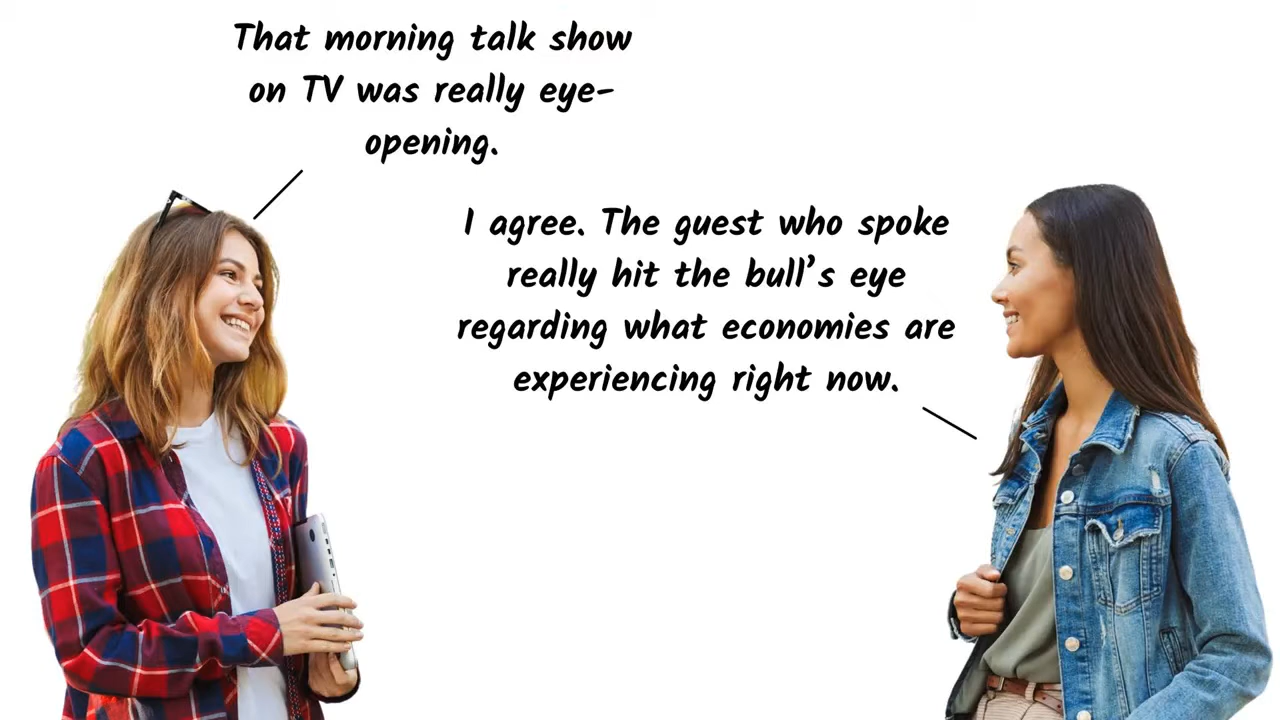 That morning talk show
on TV was really eye-
opening.
I agree. The guest who spoke
really hit the bull’s eye
regarding what economies are
experiencing right now.